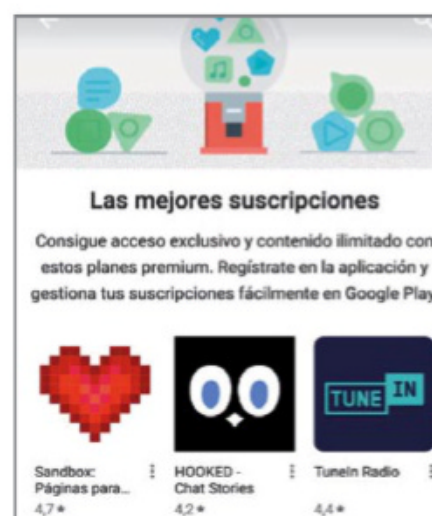 Las mejores suscripciones
Consigue acceso exclusivo y contenido ilimitado con
estos planes premium. Regístrate en la aplicación y
gestiona tus suscripciones fácilmente en Google Play
TUNE IN
Sandbox:
Páginas para...
4,7 ★
HOOKED -
Chat Stories
4,2 ★
TuneIn Radio
4,4 ★